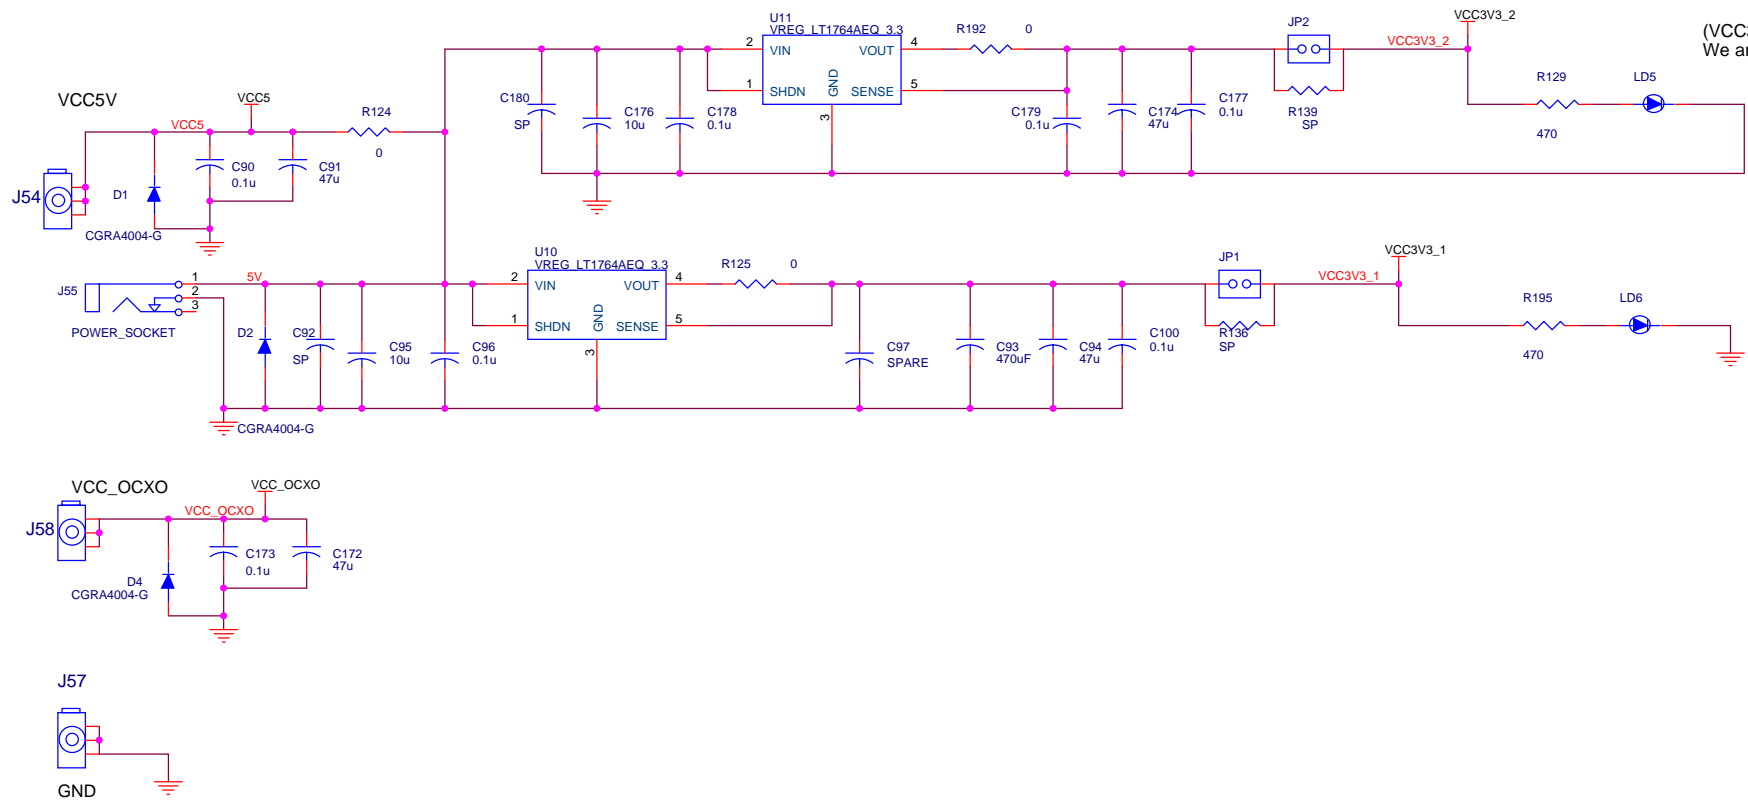 U11
VREG_LT1764AEQ_3.3
2 VIN
VOUT 4
1 SHDN
GND
SENSE 5
3
R192 0
JP2
VCC3V3_2
VCC3V3_2
(VCC3
We ar
R139
SP
R129
470
LD5
C180
SP
C176
10u
C178
0.1u
C179
0.1u
C174
47u
C177
0.1u
VCC5V
VCC5
VCC5
R124
0
J54
D1
CGRA4004-G
C90
0.1u
C91
47u
U10
VREG_LT1764AEQ_3.3
2 VIN
VOUT 4
1 SHDN
GND
SENSE 5
3
R125 0
JP1
VCC3V3_1
VCC3V3_1
R136
SP
R195
470
LD6
J55
1
2
3
POWER_SOCKET
5V
D2
CGRA4004-G
C92
SP
C95
10u
C96
0.1u
C97
SPARE
C93
470uF
C94
47u
C100
0.1u
VCC_OCXO
VCC_OCXO
VCC_OCXO
J58
D4
CGRA4004-G
C173
0.1u
C172
47u
J57
GND